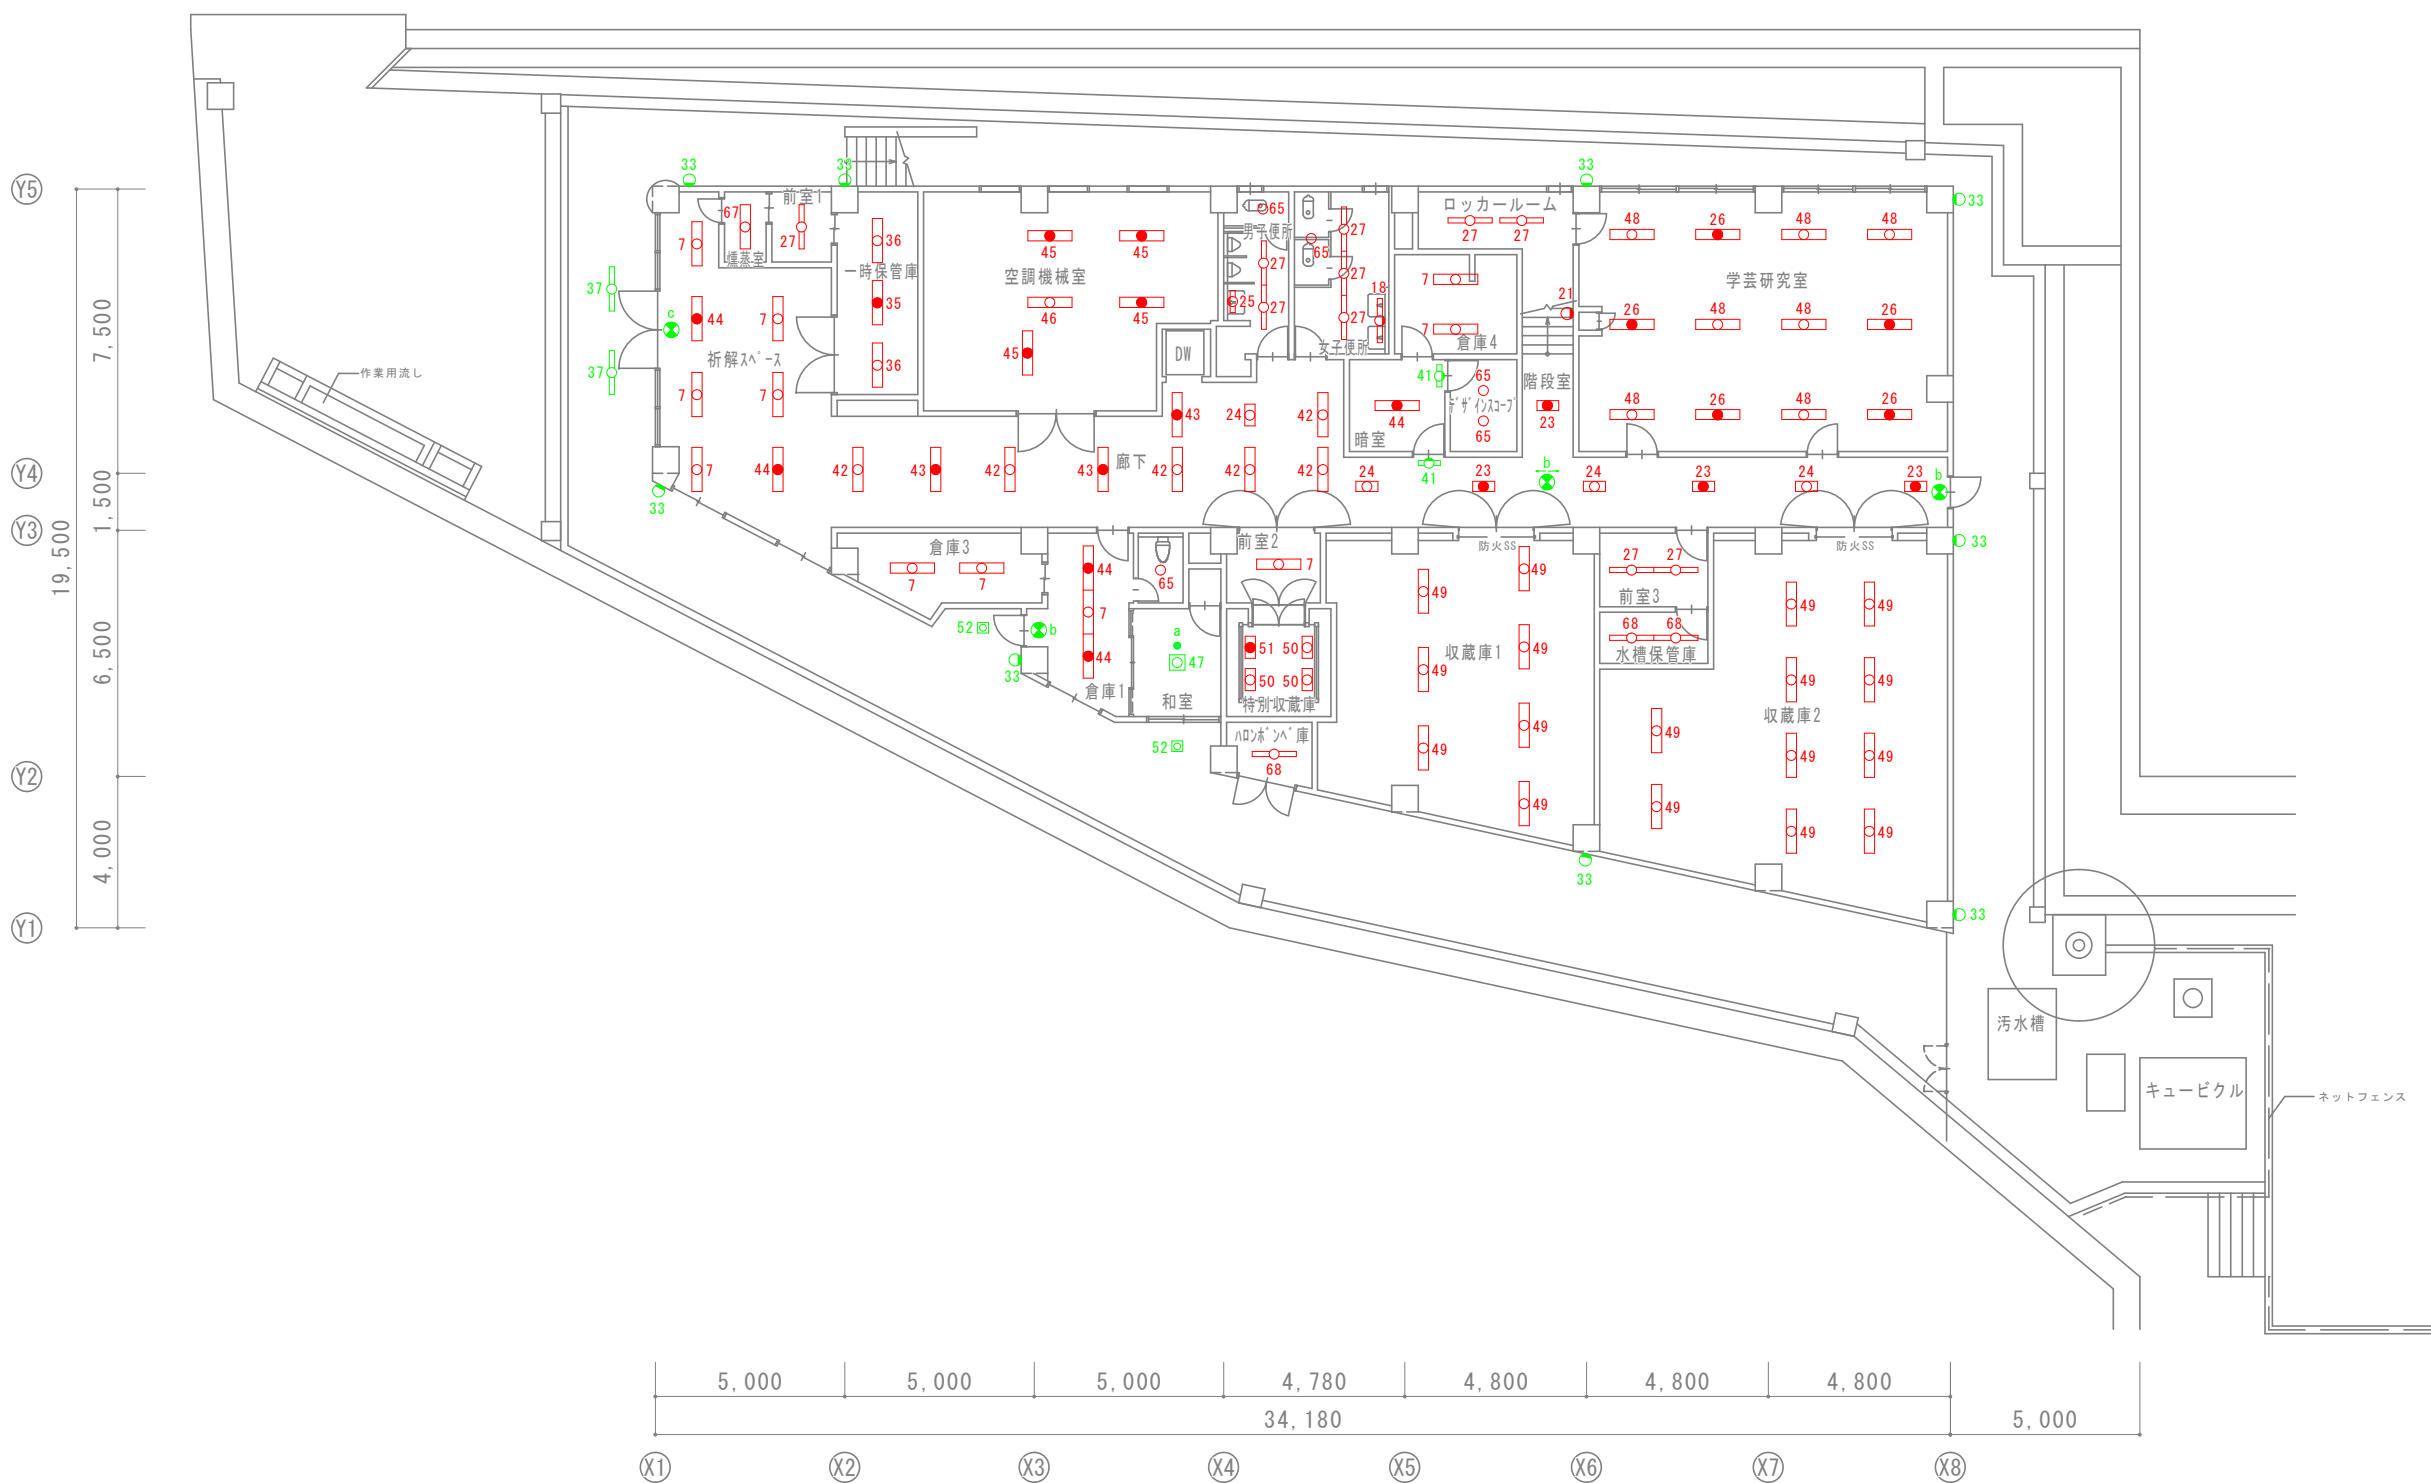 33
33
33
Y5
前室1
ロッカールーム
33
67
65
27
男子便所
27
65
27
27
48
26
48
48
7
36
燻蒸室
一時保管庫
45
45
空調機械室
27
27
37
c
35
25
18
7
21
学芸研究室
7,500
44
7
46
45
27
27
7
26
48
48
26
祈解スペース
36
45
DW
女子便所
倉庫4
37
作業用流し
41
65
階段室
7
7
43
24
42
44
デザインスコープ
23
48
26
48
26
暗室
65
廊下
Y4
7
44
42
43
42
43
42
42
42
24
41
23
b
24
23
24
23
b
1,500
33
19,500
Y3
倉庫3
前室2
防火SS
防火SS
33
7
7
44
65
7
49
49
27
27
前室3
49
49
7
52
b
a
6,500
33
44
47
51
50
収蔵庫1
49
49
68
68
水槽保管庫
倉庫1
和室
50
50
特別収蔵庫
49
49
収蔵庫2
52
ハロンボンベ庫
68
49
49
49
49
49
Y2
49
49
49
49
4,000
33
Y1
33
汚水槽
キュービクル
ネットフェンス
5,000
5,000
5,000
4,780
4,800
4,800
4,800
34,180
5,000
X1
X2
X3
X4
X5
X6
X7
X8